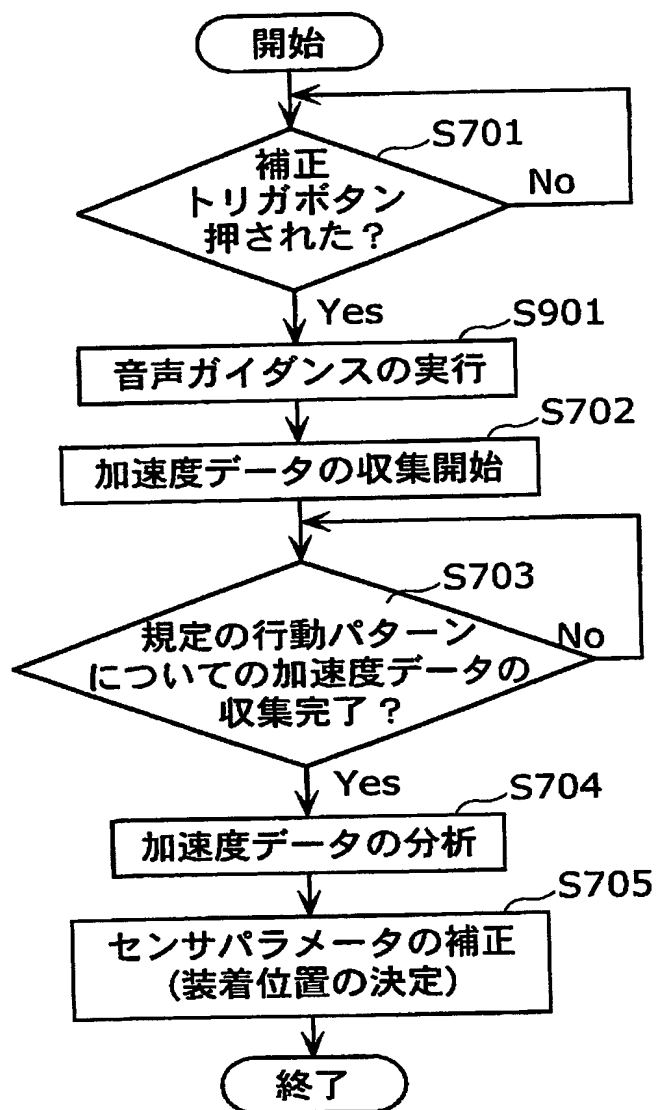 開始
S701
補正
トリガボタン
押された？
No
Yes
S901
音声ガイダンスの実行
S702
加速度データの収集開始
S703
規定の行動パターン
についての加速度データの
収集完了？
No
Yes
S704
加速度データの分析
S705
センサパラメータの補正
(装着位置の決定)
終了